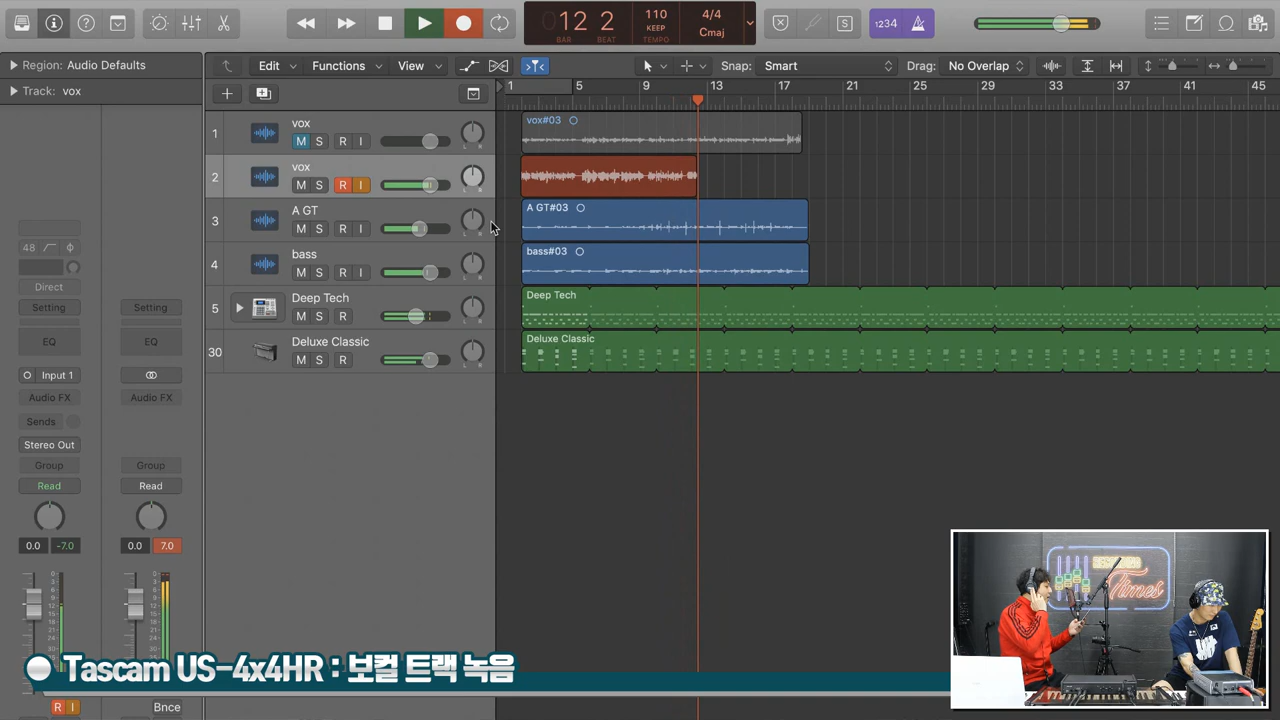 12 2
BAR BEAT
110
KEEP
TEMPO
4/4
Cmaj
S
1234
Region: Audio Defaults
Track: vox
Edit
Functions
View
Snap: Smart
Drag: No Overlap
1 5 9 13 17 21 25 29 33 37 41 45
1
vox
M S R I
vox#03
2
vox
M S R I
3
A GT
M S R I
A GT#03
4
bass
M S R I
bass#03
5
Deep Tech
M S R
Deep Tech
30
Deluxe Classic
M S R
Deluxe Classic
48
Direct
Setting
Setting
EQ
EQ
Input 1
Audio FX
Audio FX
Sends
Stereo Out
Group
Group
Read
Read
0.0 -7.0
0.0 7.0
Times
Tascam US-4x4HR : 보컬 트랙 녹음
R I
Bnce